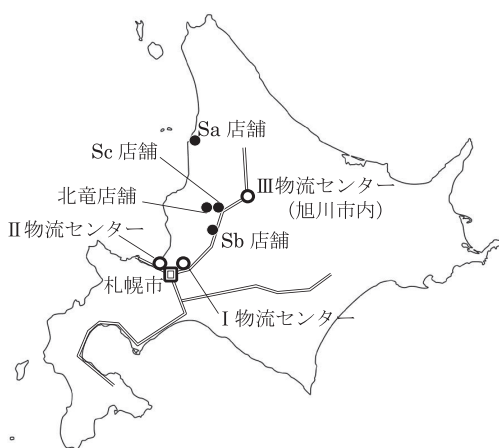 Sa 店舗
Sc 店舗
Ⅲ物流センター
(旭川市内)
北竜店舗
Ⅱ物流センター
Sb 店舗
札幌市
Ⅰ物流センター